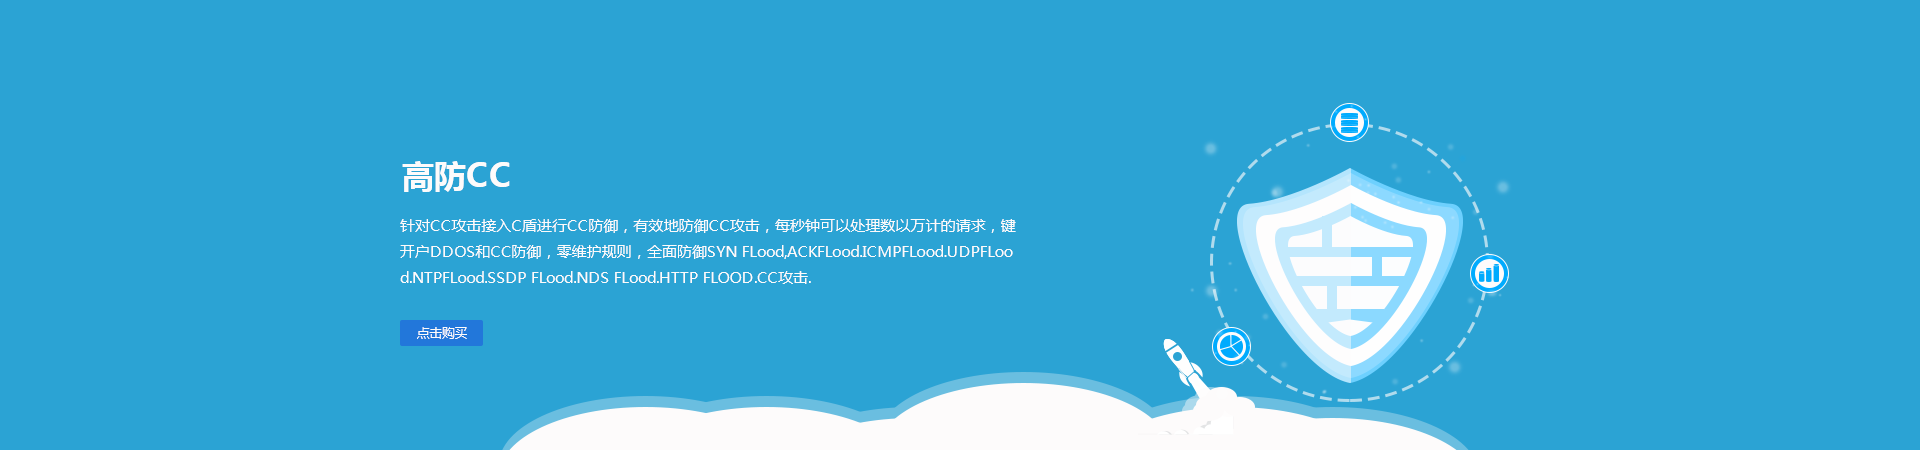 高防CC
针对CC攻击接入C盾进行CC防御，有效地防御CC攻击，每秒钟可以处理数以万计的请求，键
开户DDOS和CC防御，零维护规则，全面防御SYN FLood,ACKFLood.ICMPFLood.UDPFLoo
d.NTPFLood.SSDP FLood.NDS FLood.HTTP FLOOD.CC攻击.
点击购买